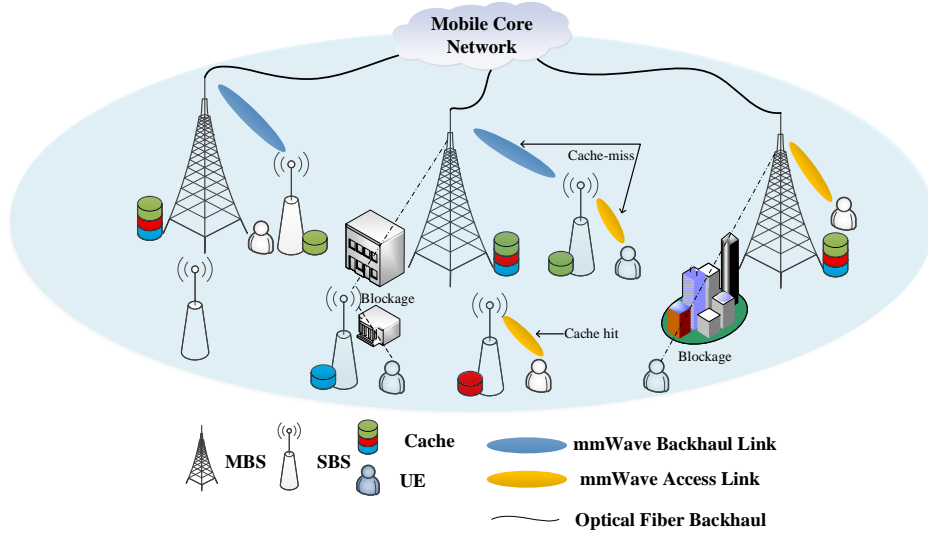 Mobile Core
Network
Cache-miss
Blockage
Cache hit
Blockage
MBS
SBS
Cache
UE
mmWave Backhaul Link
mmWave Access Link
Optical Fiber Backhaul